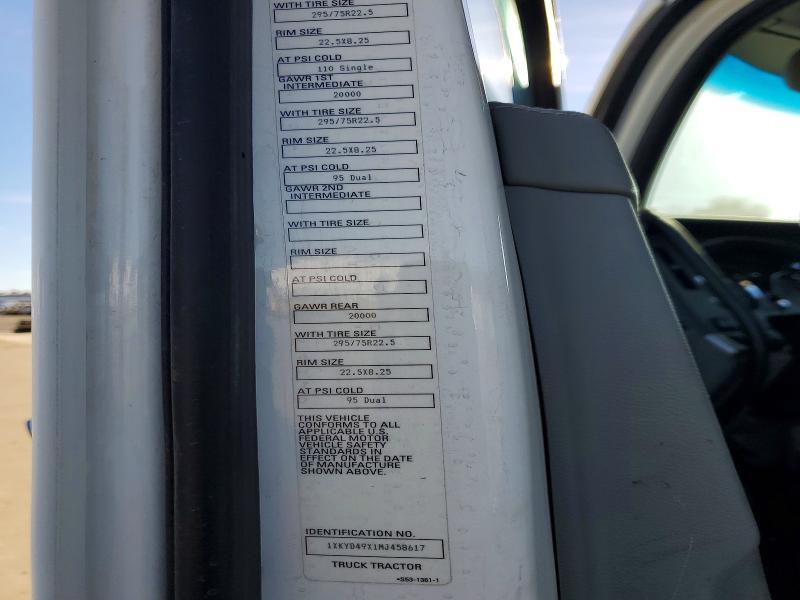 WITH TIRE SIZE
295/75R22.5
RIM SIZE
22.5X8.25
AT PSI COLD
110 Single
GAWR 1ST
INTERMEDIATE
20000
WITH TIRE SIZE
295/75R22.5
RIM SIZE
22.5X8.25
AT PSI COLD
95 Dual
GAWR 2ND
INTERMEDIATE
WITH TIRE SIZE
RIM SIZE
AT PSI COLD
GAWR REAR
20000
WITH TIRE SIZE
295/75R22.5
RIM SIZE
22.5X8.25
AT PSI COLD
95 Dual
THIS VEHICLE
CONFORMS TO ALL
APPLICABLE U.S.
FEDERAL MOTOR
VEHICLE SAFETY
STANDARDS IN
EFFECT ON THE DATE
OF MANUFACTURE
SHOWN ABOVE.
IDENTIFICATION NO.
1XKYD49X1MJ458617
TRUCK TRACTOR
•S53-1361-1